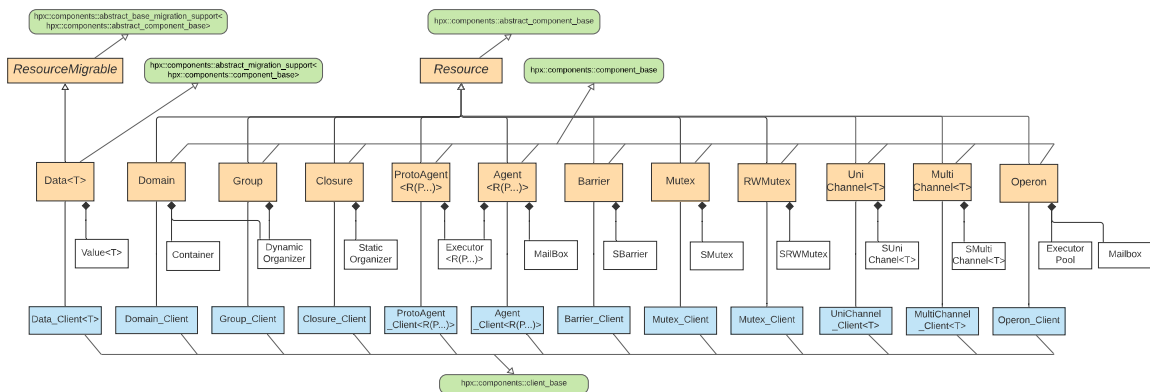 hpx::components::abstract_base_migration_support<
hpx::components::abstract_component_base>
hpx::components::abstract_component_base
ResourceMigrable
hpx::components::abstract_migration_support<
hpx::components::component_base>
Resource
hpx::components::component_base
Data<T>
Domain
Group
Closure
ProtoAgent
<R(P...)>
Agent
<R(P...)>
Barrier
Mutex
RWMutex
Uni
Channel<T>
Multi
Channel<T>
Operon
Value<T>
Container
Dynamic
Organizer
Static
Organizer
Executor
<R(P...)>
MailBox
SBarrier
SMutex
SRWMutex
SUni
Chanel<T>
SMulti
Channel<T>
Executor
Pool
Mailbox
Data_Client<T>
Domain_Client
Group_Client
Closure_Client
ProtoAgent
_Client<R(P...)>
Agent
_Client<R(P...)>
Barrier_Client
Mutex_Client
Mutex_Client
UniChannel
_Client<T>
MultiChannel
_Client<T>
Operon_Client
hpx::components::client_base